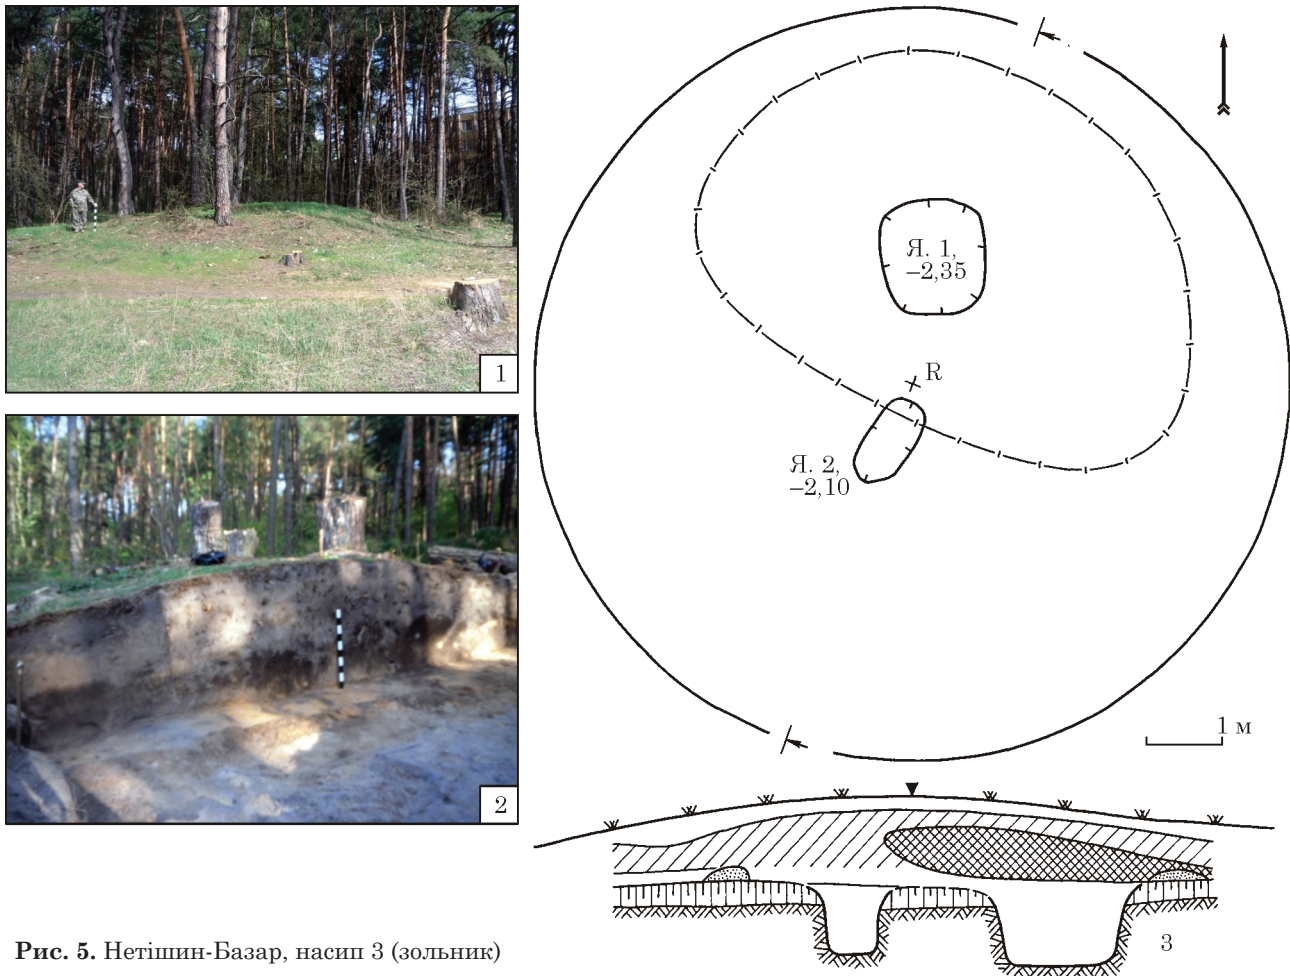 1
2
Я. 1,
–2,35
R
Я. 2,
–2,10
1 м
3
Рис. 5. Нетішин-Базар, насип 3 (зольник)